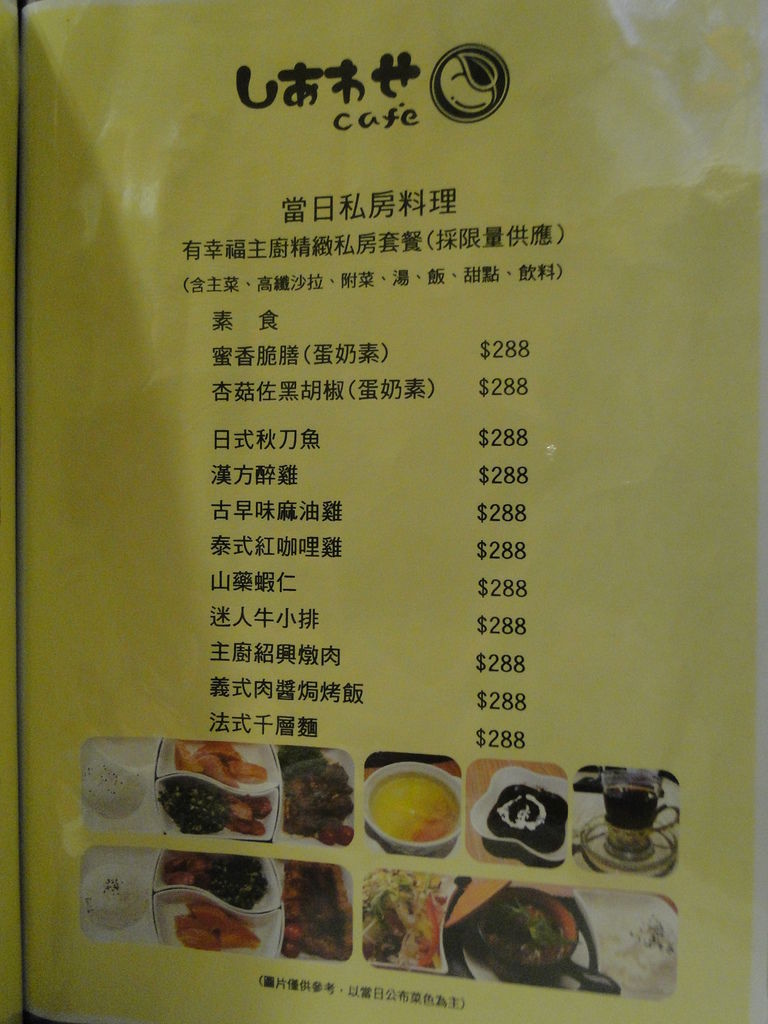 しあわせ
cafe
當日私房料理
有幸福主廚精緻私房套餐(採限量供應)
(含主菜、高纖沙拉、附菜、湯、飯、甜點、飲料)
素 食
蜜香脆膳(蛋奶素) $288
杏菇佐黑胡椒(蛋奶素) $288
日式秋刀魚 $288
漢方醉雞 $288
古早味麻油雞 $288
泰式紅咖哩雞 $288
山藥蝦仁 $288
迷人牛小排 $288
主廚紹興燉肉 $288
義式肉醬焗烤飯 $288
法式千層麵 $288
(圖片僅供參考，以當日公布菜色為主)